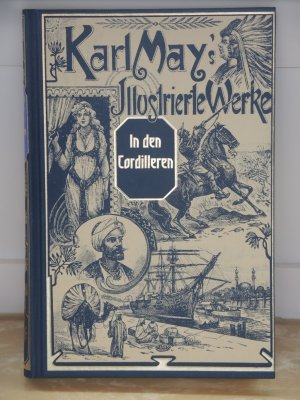 Karl May's
Illustrierte Werke
In den
Cordilleren